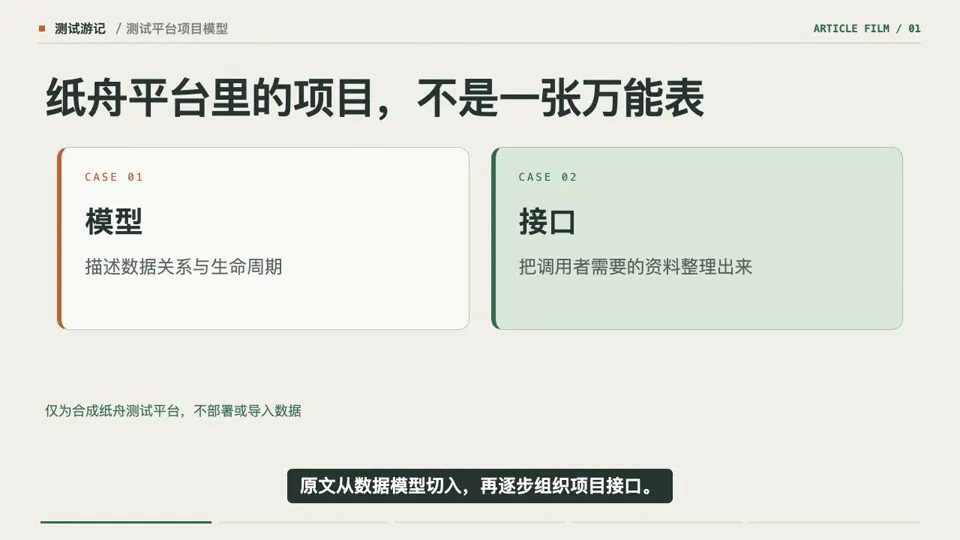 测试游记 / 测试平台项目模型
ARTICLE FILM / 01
纸舟平台里的项目，不是一张万能表
CASE 01
模型
描述数据关系与生命周期
CASE 02
接口
把调用者需要的资料整理出来
仅为合成纸舟测试平台，不部署或导入数据
原文从数据模型切入，再逐步组织项目接口。